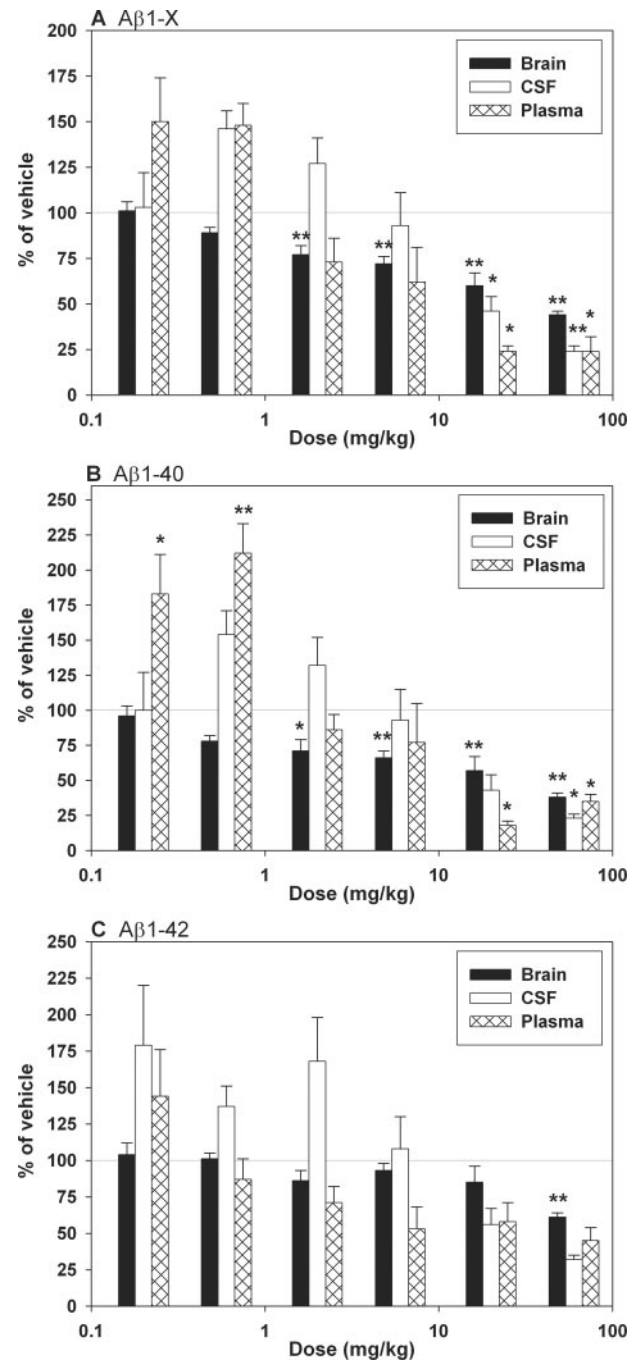 A Aβ1-X
200
175
150
125
100
75
50
25
0
% of vehicle
Brain
CSF
Plasma
**
**
**
*
*
**
**
*
0.1 1 10 100
Dose (mg/kg)
B Aβ1-40
250
225
200
175
150
125
100
75
50
25
0
% of vehicle
Brain
CSF
Plasma
*
**
*
**
**
*
**
*
*
0.1 1 10 100
Dose (mg/kg)
C Aβ1-42
250
225
200
175
150
125
100
75
50
25
0
% of vehicle
Brain
CSF
Plasma
**
0.1 1 10 100
Dose (mg/kg)